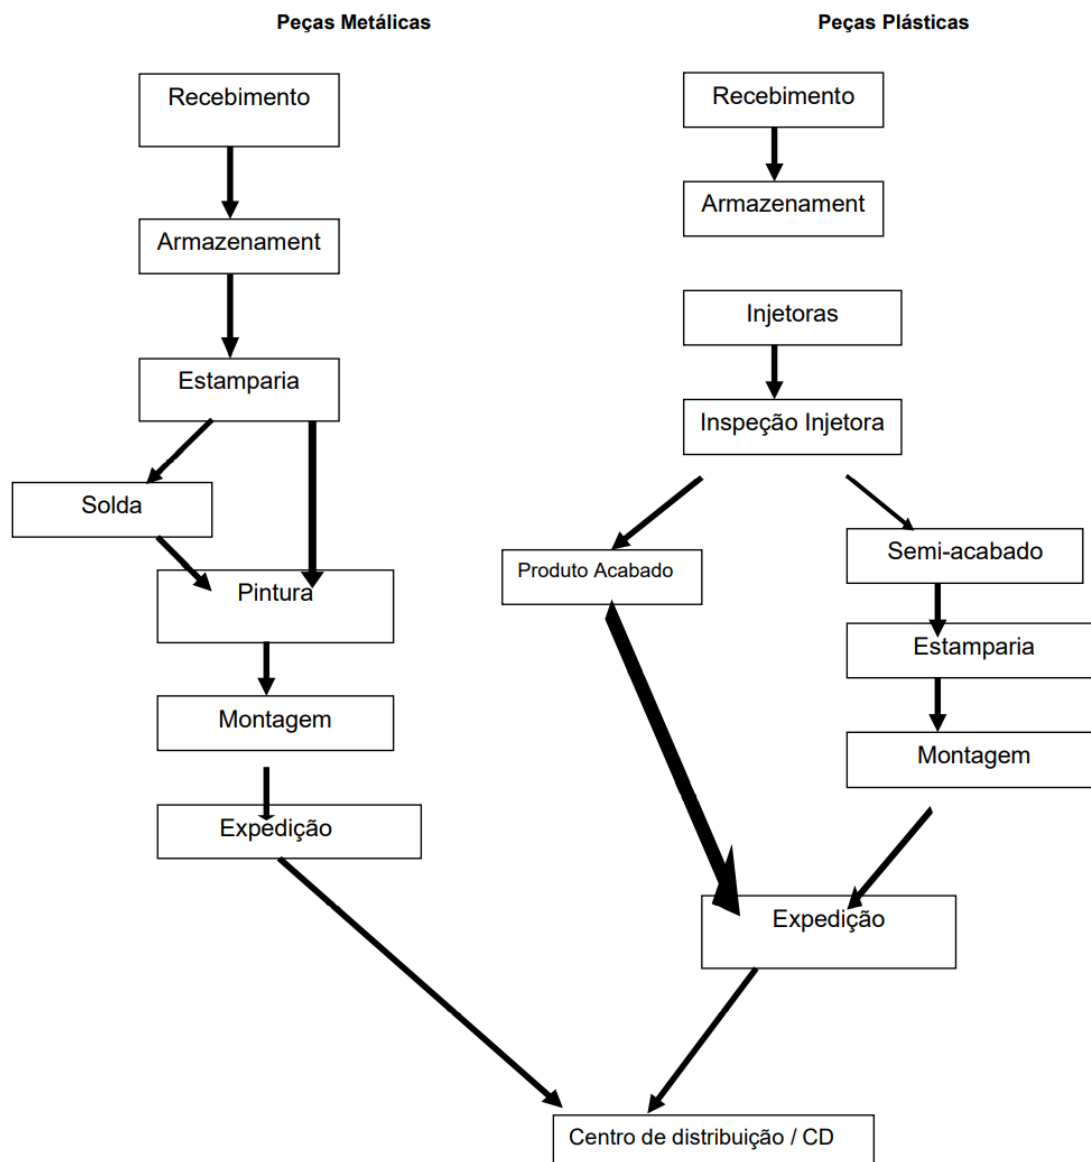 Peças Metálicas
Recebimento
Armazenament
Estamparia
Solda
Pintura
Montagem
Expedição
Peças Plásticas
Recebimento
Armazenament
Injetoras
Inspeção Injetora
Produto Acabado
Semi-acabado
Estamparia
Montagem
Expedição
Centro de distribuição / CD